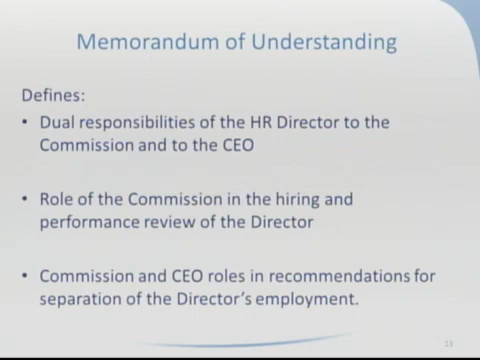 Memorandum of Understanding
Defines:
• Dual responsibilities of the HR Director to the
Commission and to the CEO
• Role of the Commission in the hiring and
performance review of the Director
• Commission and CEO roles in recommendations for
separation of the Director's employment.
13